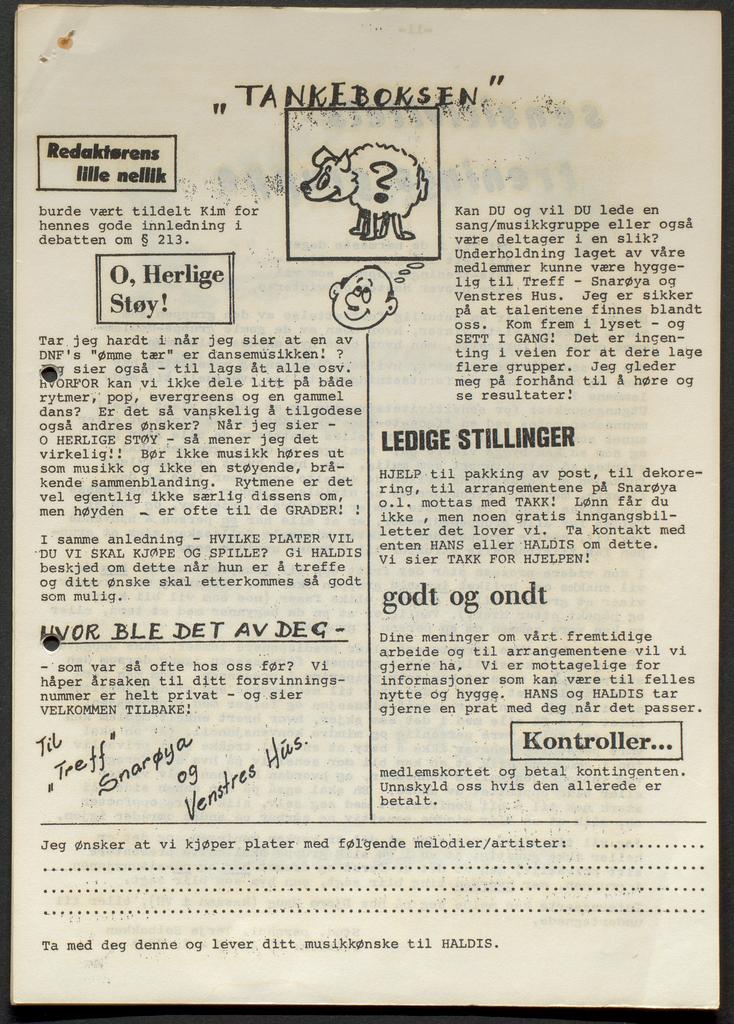 "TANKEBOKSEN"
Redaktørens
lille nellik
burde vært tildelt Kim for
hennes gode innledning i
debatten om § 213.
O, Herlige
Støy!
Tar jeg hardt i når jeg sier at en av
DNF's "ømme tær" er dansemusikken! ?
sier også - til lags åt alle osv.
HVORFOR kan vi ikke dele litt på både
rytmer, pop, evergreens og en gammel
dans? Er det så vanskelig å tilgodese
også andres ønsker? Når jeg sier -
O HERLIGE STØY - så mener jeg det
virkelig!! Bør ikke musikk høres ut
som musikk og ikke en støyende, brå-
kende sammenblanding. Rytmene er det
vel egentlig ikke særlig dissens om,
men høyden - er ofte til de GRADER! !
I samme anledning - HVILKE PLATER VIL
DU VI SKAL KJØPE OG SPILLE? Gi HALDIS
beskjed om dette når hun er å treffe
og ditt ønske skal etterkommes så godt
som mulig.
HVOR BLE DET AV DEG -
- som var så ofte hos oss før? Vi
håper årsaken til ditt forsvinnings-
nummer er helt privat - og sier
VELKOMMEN TILBAKE!
Til
"Treff"
Snarøya
og
Venstres Hus.
?
Kan DU og vil DU lede en
sang/musikkgruppe eller også
være deltager i en slik?
Underholdning laget av våre
medlemmer kunne være hygge-
lig til Treff - Snarøya og
Venstres Hus. Jeg er sikker
på at talentene finnes blandt
oss. Kom frem i lyset - og
SETT I GANG! Det er ingen-
ting i veien for at dere lage
flere grupper. Jeg gleder
meg på forhånd til å høre og
se resultater!
LEDIGE STILLINGER
HJELP til pakking av post, til dekore-
ring, til arrangementene på Snarøya
o.l. mottas med TAKK! Lønn får du
ikke , men noen gratis inngangsbil-
letter det lover vi. Ta kontakt med
enten HANS eller HALDIS om dette.
Vi sier TAKK FOR HJELPEN!
godt og ondt
Dine meninger om vårt fremtidige
arbeide og til arrangementene vil vi
gjerne ha. Vi er mottagelige for
informasjoner som kan være til felles
nytte og hygge. HANS og HALDIS tar
gjerne en prat med deg når det passer.
Kontroller...
medlemskortet og betal kontingenten.
Unnskyld oss hvis den allerede er
betalt.
Jeg ønsker at vi kjøper plater med følgende melodier/artister: .............
Ta med deg denne og lever ditt musikkønske til HALDIS.